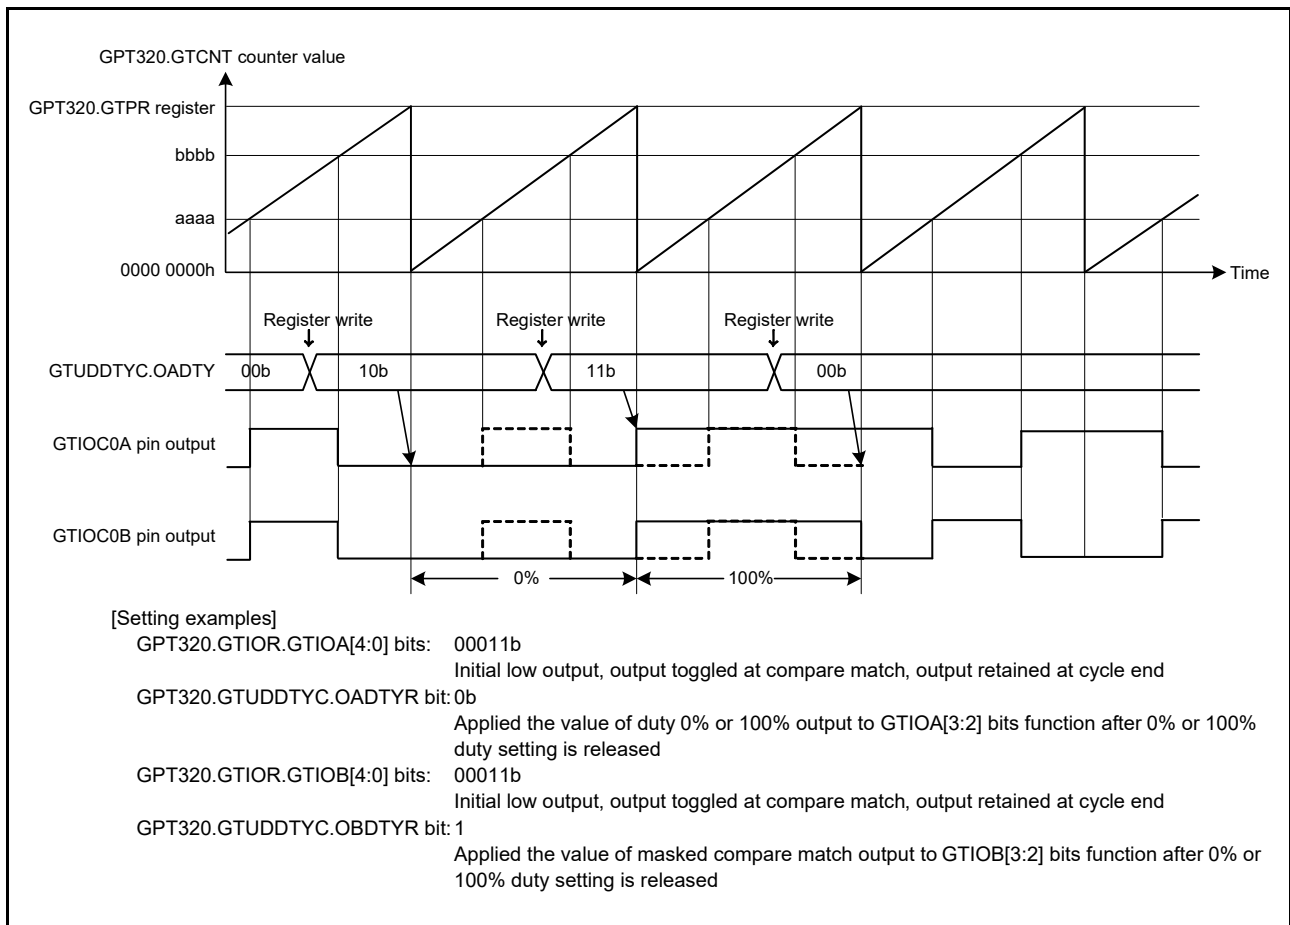 GPT320.GTCNT counter value
GPT320.GTPR register
bbbb
aaaa
0000 0000h
Time
Register write Register write Register write
GTUDDTYC.OADTY 00b 10b 11b 00b
GTIOC0A pin output
GTIOC0B pin output
0% 100%
[Setting examples]
GPT320.GTIOR.GTIOA[4:0] bits: 00011b
Initial low output, output toggled at compare match, output retained at cycle end
GPT320.GTUDDTYC.OADTYR bit: 0b
Applied the value of duty 0% or 100% output to GTIOA[3:2] bits function after 0% or 100%
duty setting is released
GPT320.GTIOR.GTIOB[4:0] bits: 00011b
Initial low output, output toggled at compare match, output retained at cycle end
GPT320.GTUDDTYC.OBDTYR bit: 1
Applied the value of masked compare match output to GTIOB[3:2] bits function after 0% or
100% duty setting is released